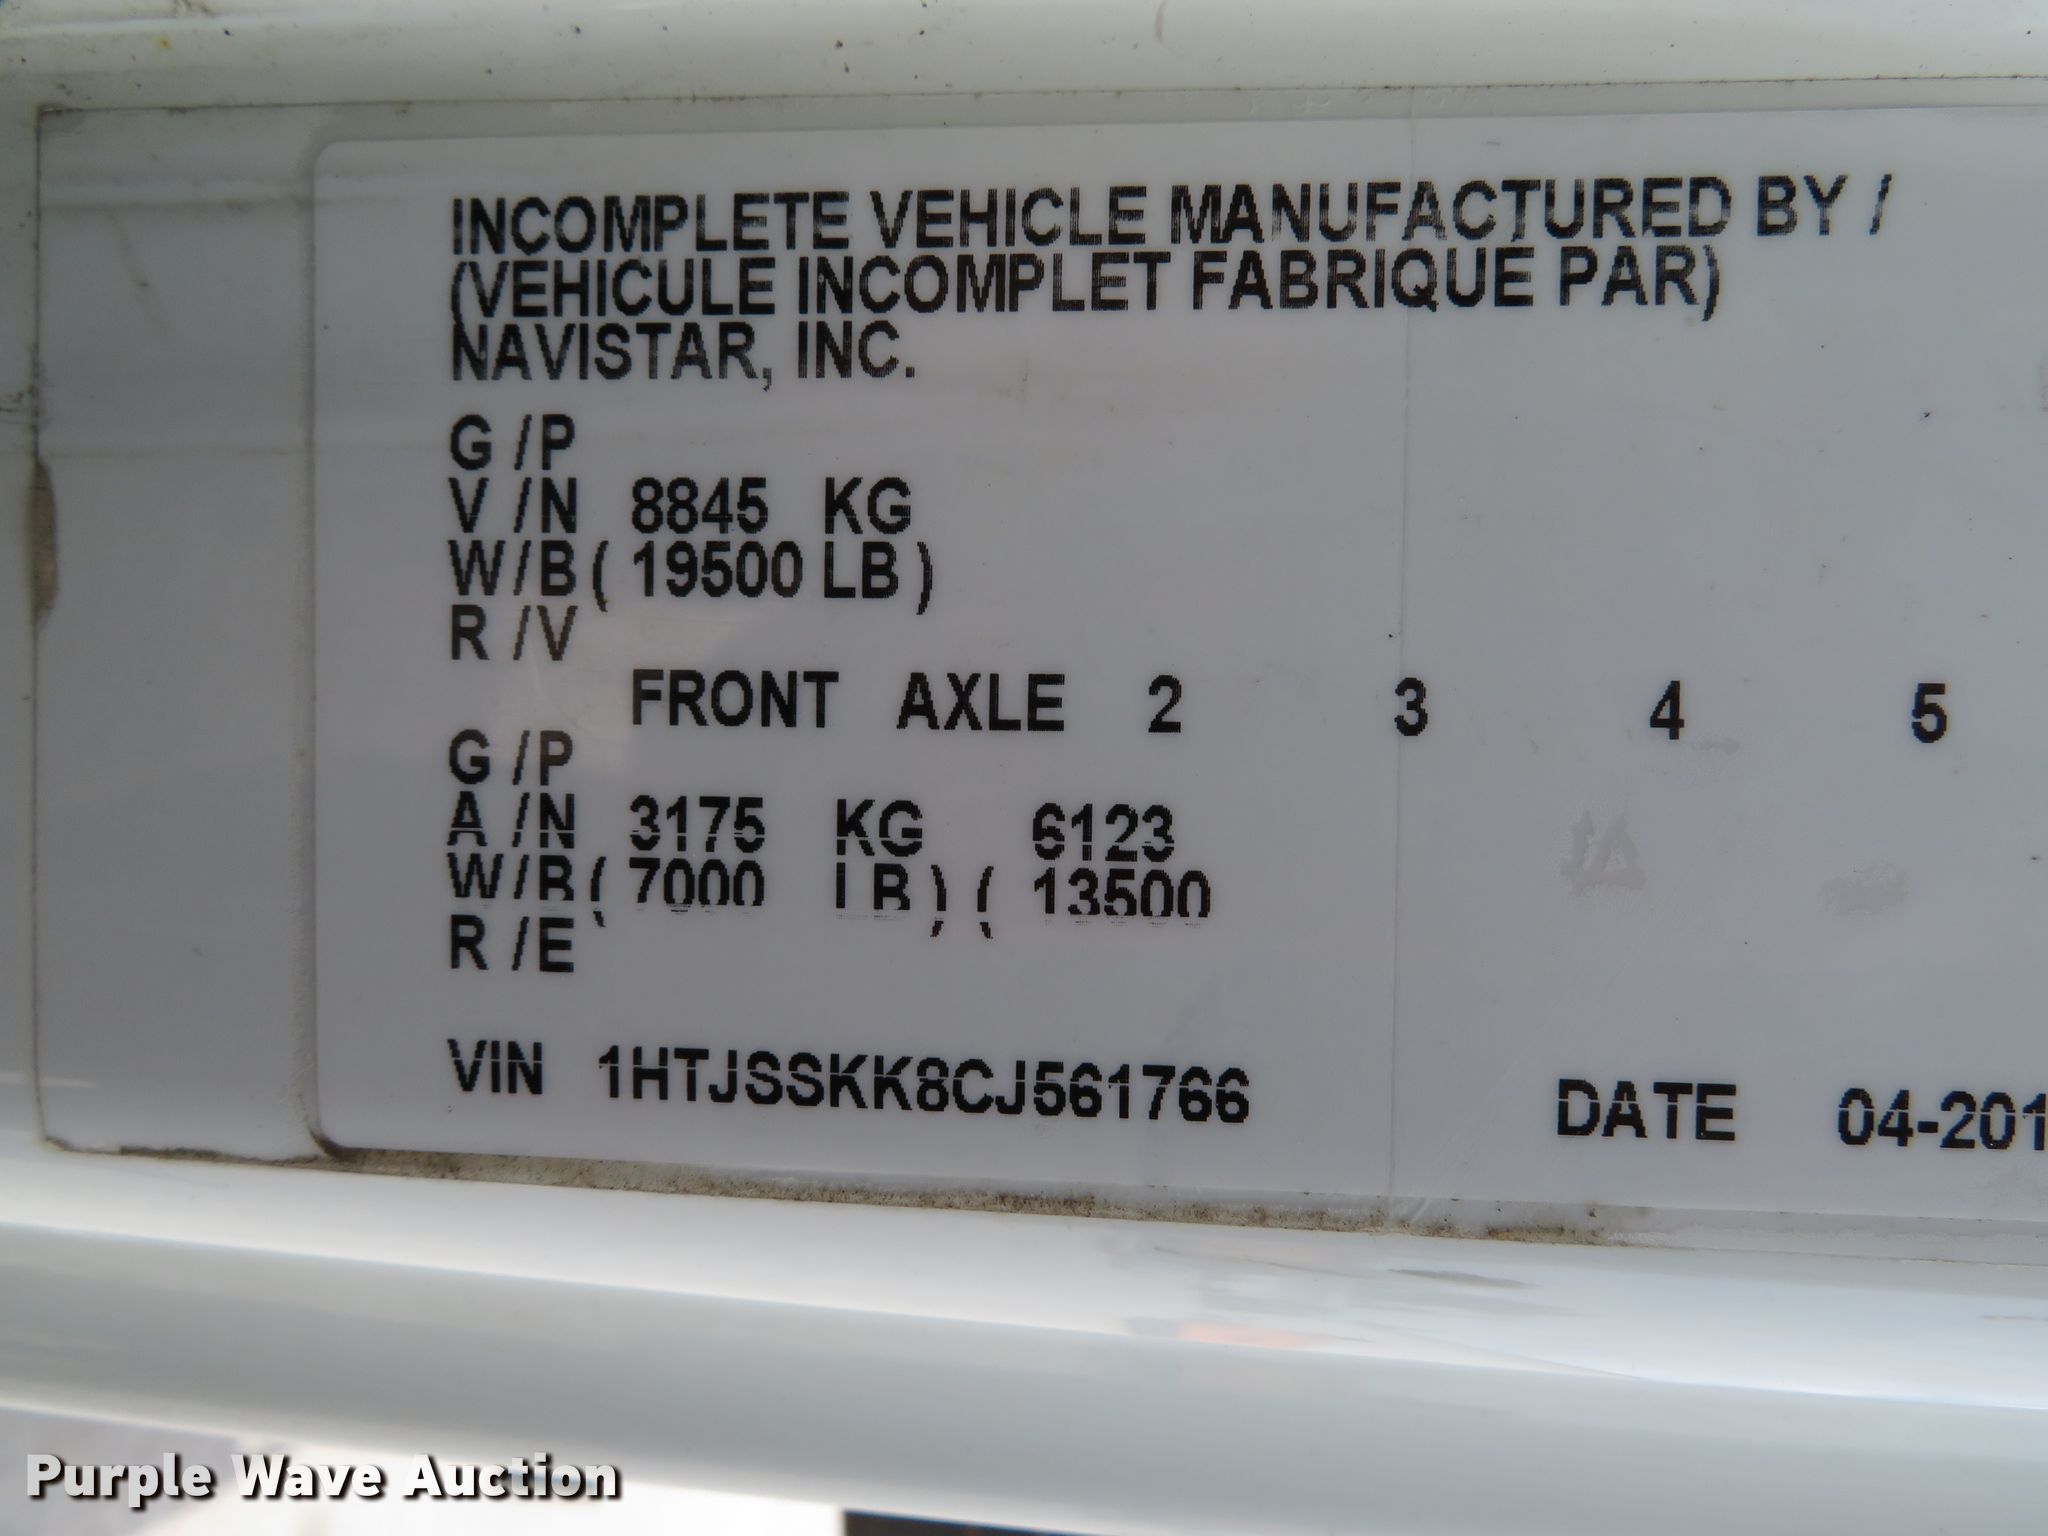 INCOMPLETE VEHICLE MANUFACTURED BY /
(VEHICULE INCOMPLET FABRIQUE PAR)
NAVISTAR, INC.
G /P
V /N 8845 KG
W/B ( 19500 LB )
R /V
FRONT AXLE 2 3 4 5
G /P
A /N 3175 KG 6123
W/B ( 7000 LB ) ( 13500
R /E
VIN 1HTJSSKK8CJ561766 DATE 04-201
Purple Wave Auction